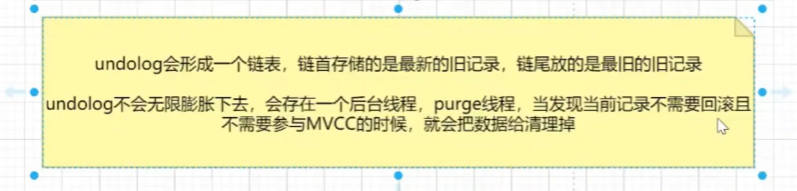 undolog会形成一个链表，链首存储的是最新的旧记录，链尾放的是最旧的旧记录
undolog不会无限膨胀下去，会存在一个后台线程，purge线程，当发现当前记录不需要回滚且
不需要参与MVCC的时候，就会把数据给清理掉